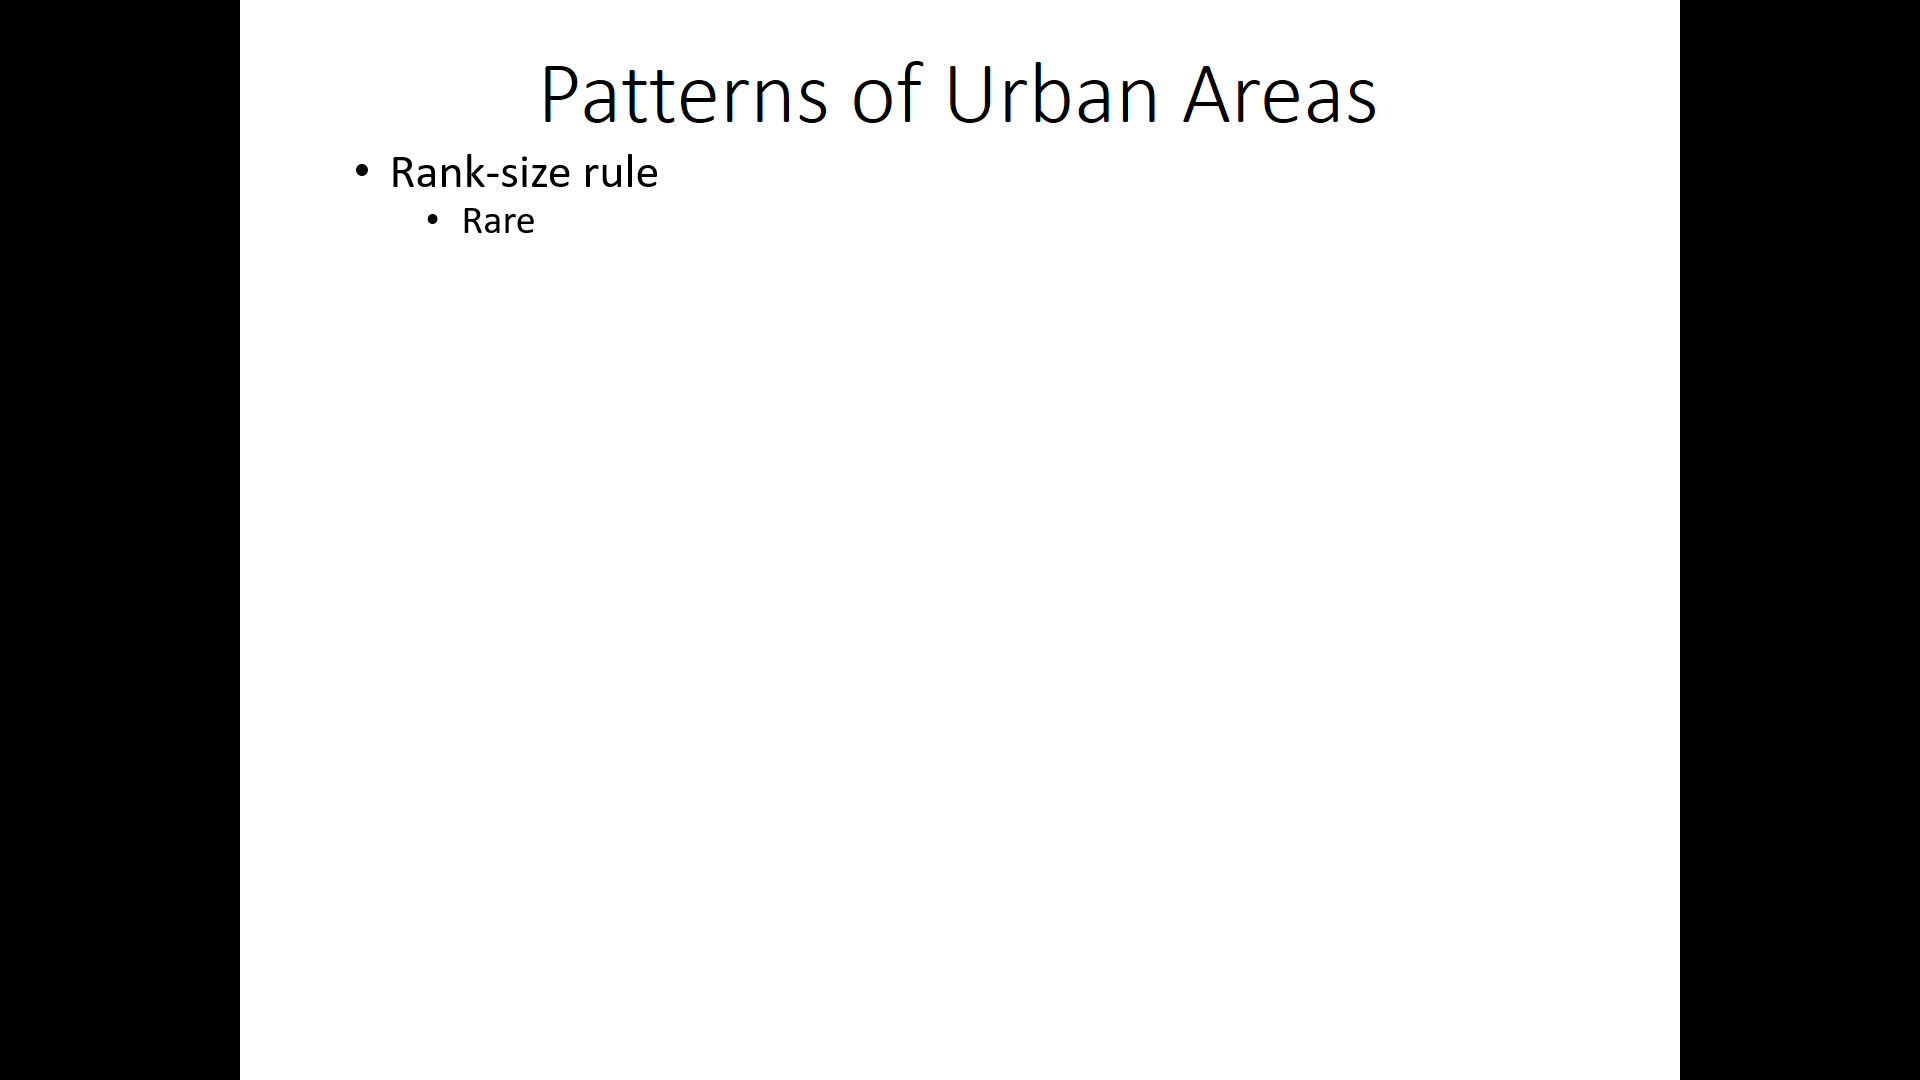 Patterns of Urban Areas
• Rank-size rule
• Rare